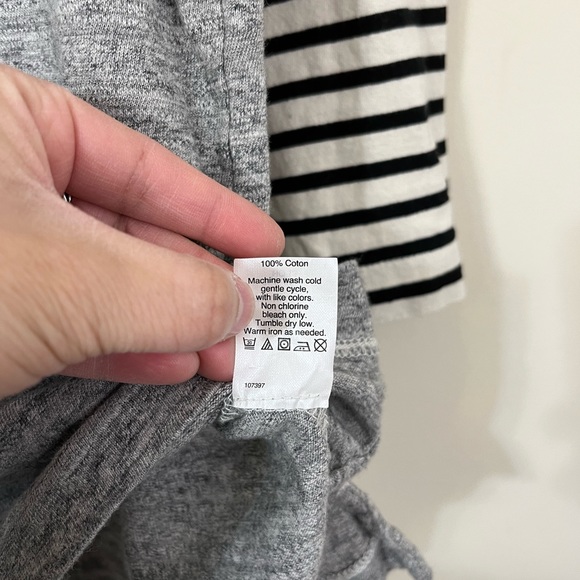 100% Coton
Machine wash cold
gentle cycle,
with like colors.
Non chlorine
bleach only.
Tumble dry low.
Warm iron as needed.
107397